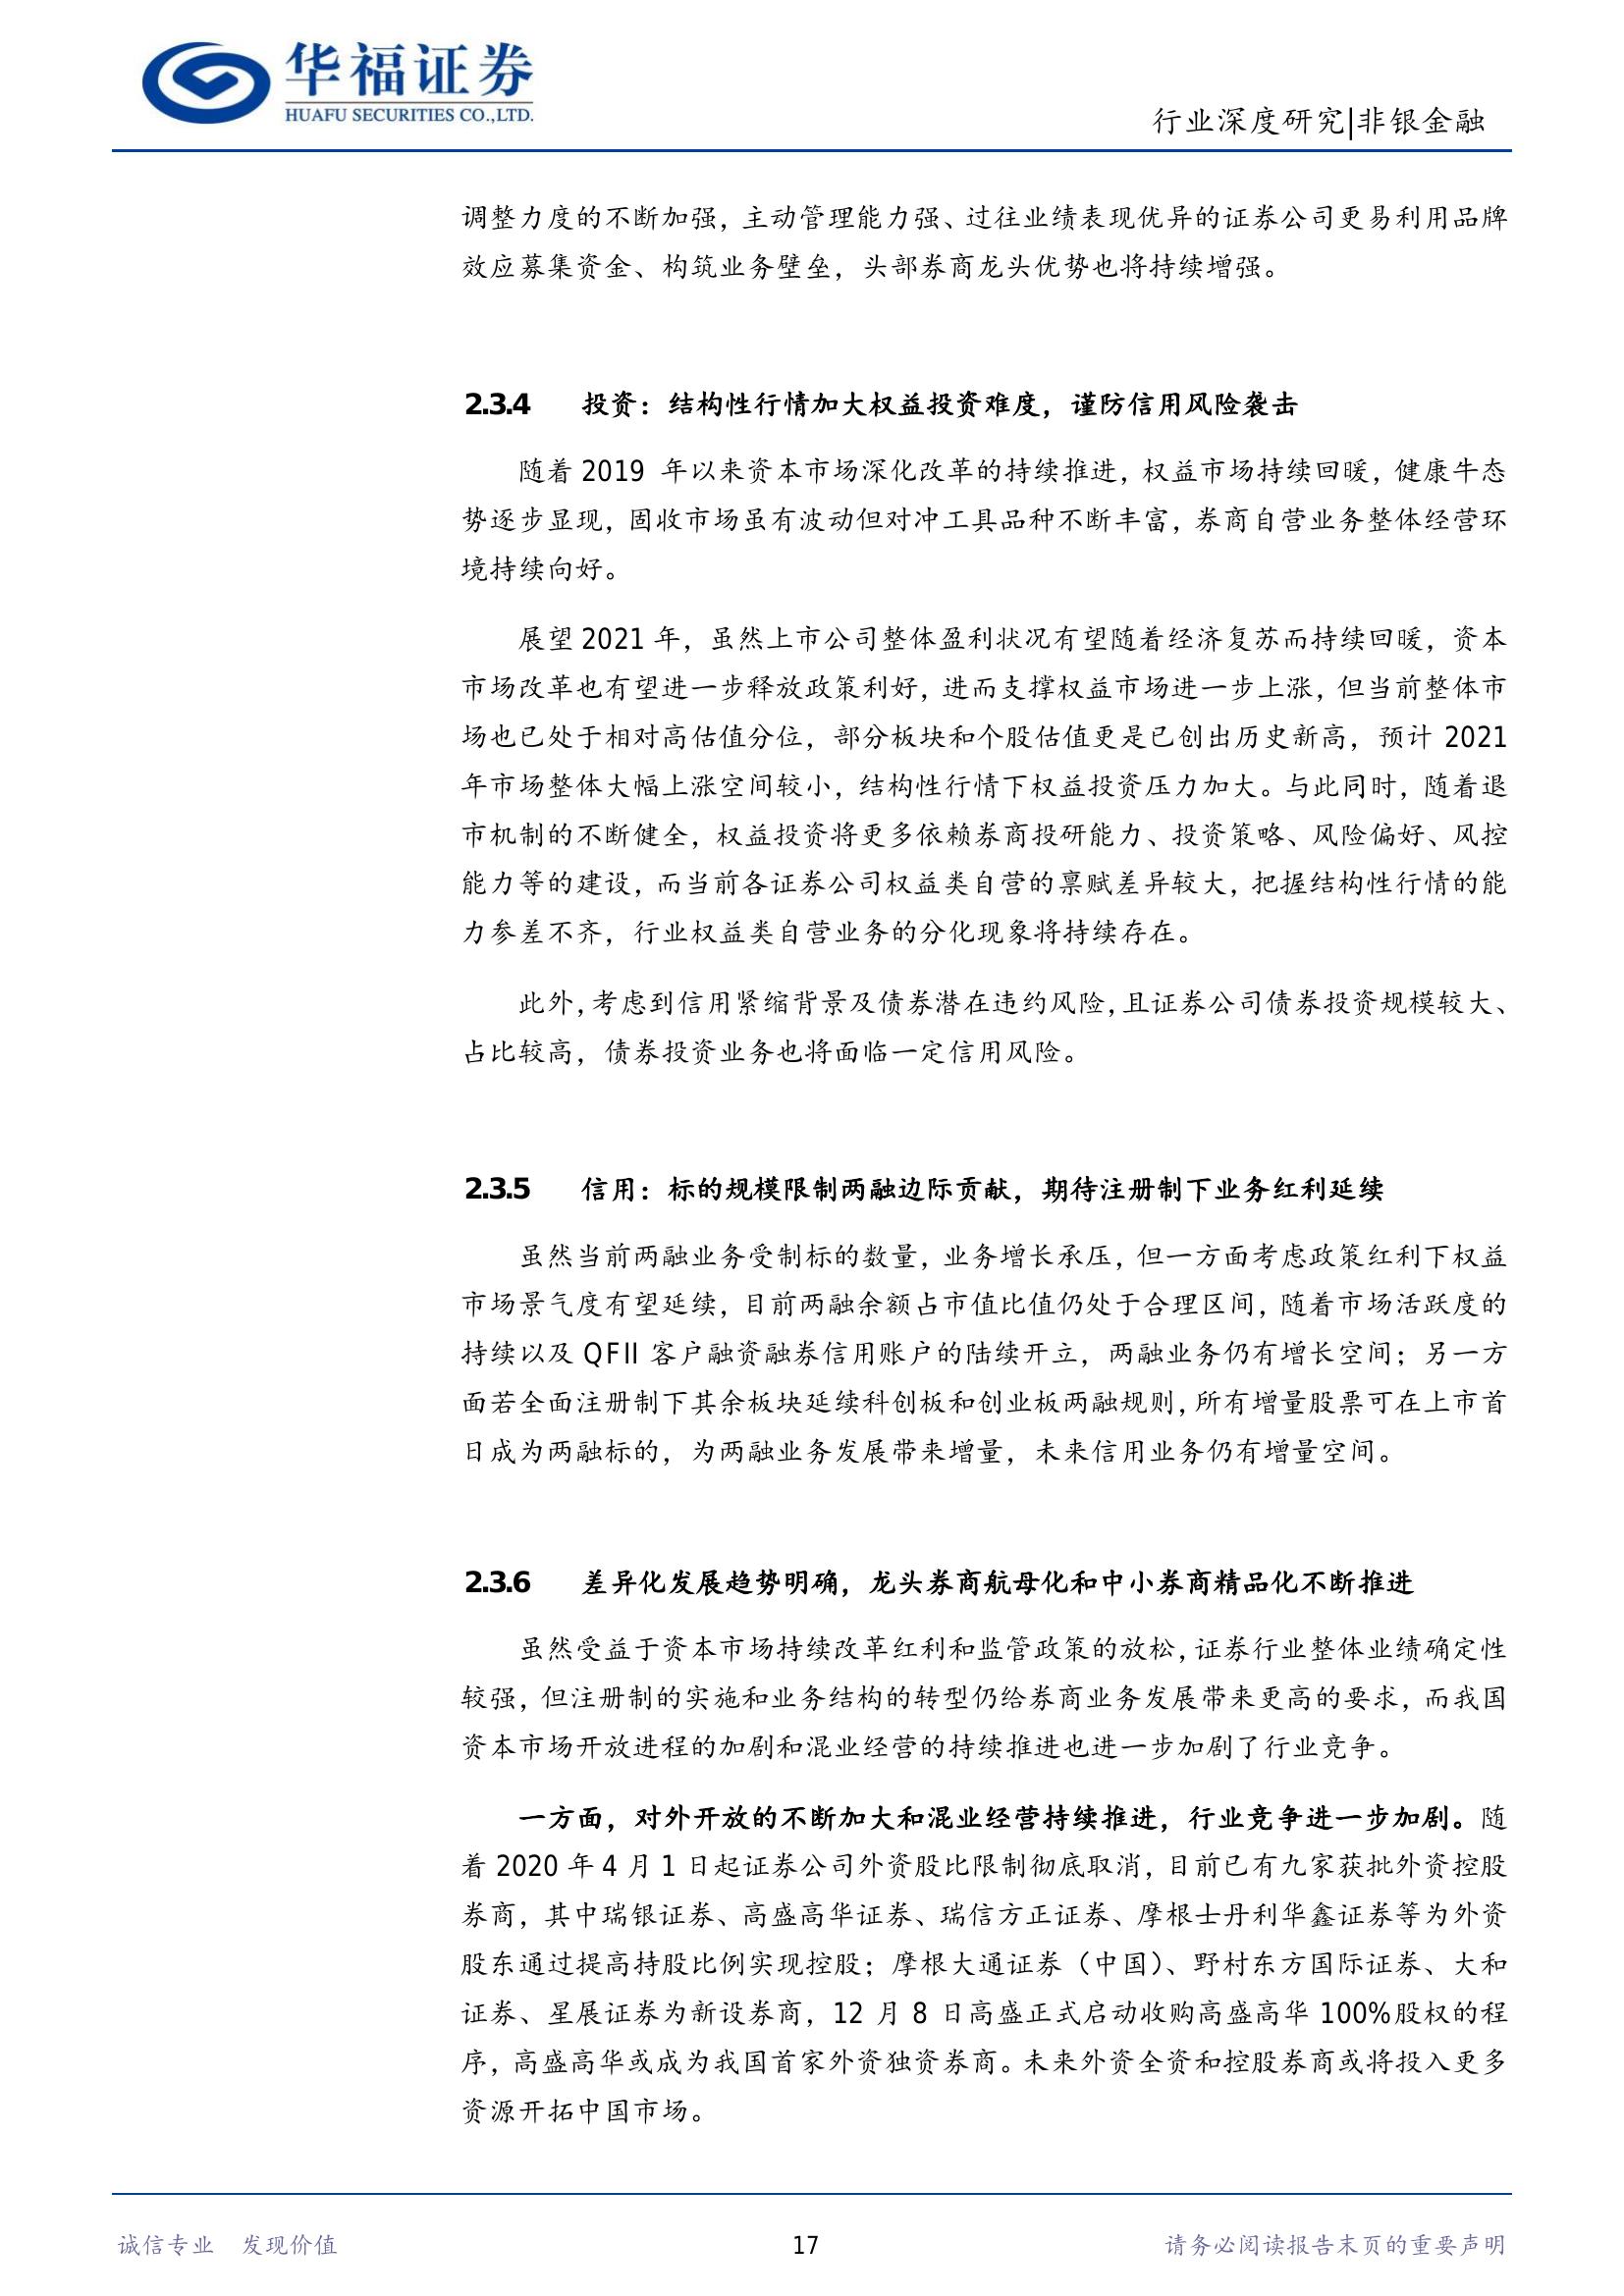 华福证券
HUAFU SECURITIES CO.,LTD.
行业深度研究|非银金融
调整力度的不断加强，主动管理能力强、过往业绩表现优异的证券公司更易利用品牌
效应募集资金、构筑业务壁垒，头部券商龙头优势也将持续增强。
2.3.4 投资：结构性行情加大权益投资难度，谨防信用风险袭击
随着 2019 年以来资本市场深化改革的持续推进，权益市场持续回暖，健康牛态
势逐步显现，固收市场虽有波动但对冲工具品种不断丰富，券商自营业务整体经营环
境持续向好。
展望 2021 年，虽然上市公司整体盈利状况有望随着经济复苏而持续回暖，资本
市场改革也有望进一步释放政策利好，进而支撑权益市场进一步上涨，但当前整体市
场也已处于相对高估值分位，部分板块和个股估值更是已创出历史新高，预计 2021
年市场整体大幅上涨空间较小，结构性行情下权益投资压力加大。与此同时，随着退
市机制的不断健全，权益投资将更多依赖券商投研能力、投资策略、风险偏好、风控
能力等的建设，而当前各证券公司权益类自营的禀赋差异较大，把握结构性行情的能
力参差不齐，行业权益类自营业务的分化现象将持续存在。
此外，考虑到信用紧缩背景及债券潜在违约风险，且证券公司债券投资规模较大、
占比较高，债券投资业务也将面临一定信用风险。
2.3.5 信用：标的规模限制两融边际贡献，期待注册制下业务红利延续
虽然当前两融业务受制标的数量，业务增长承压，但一方面考虑政策红利下权益
市场景气度有望延续，目前两融余额占市值比值仍处于合理区间，随着市场活跃度的
持续以及 QFII 客户融资融券信用账户的陆续开立，两融业务仍有增长空间；另一方
面若全面注册制下其余板块延续科创板和创业板两融规则，所有增量股票可在上市首
日成为两融标的，为两融业务发展带来增量，未来信用业务仍有增量空间。
2.3.6 差异化发展趋势明确，龙头券商航母化和中小券商精品化不断推进
虽然受益于资本市场持续改革红利和监管政策的放松，证券行业整体业绩确定性
较强，但注册制的实施和业务结构的转型仍给券商业务发展带来更高的要求，而我国
资本市场开放进程的加剧和混业经营的持续推进也进一步加剧了行业竞争。
一方面，对外开放的不断加大和混业经营持续推进，行业竞争进一步加剧。随
着 2020 年 4 月 1 日起证券公司外资股比限制彻底取消，目前已有九家获批外资控股
券商，其中瑞银证券、高盛高华证券、瑞信方正证券、摩根士丹利华鑫证券等为外资
股东通过提高持股比例实现控股；摩根大通证券（中国）、野村东方国际证券、大和
证券、星展证券为新设券商，12 月 8 日高盛正式启动收购高盛高华 100%股权的程
序，高盛高华或成为我国首家外资独资券商。未来外资全资和控股券商或将投入更多
资源开拓中国市场。
诚信专业 发现价值
17
请务必阅读报告末页的重要声明